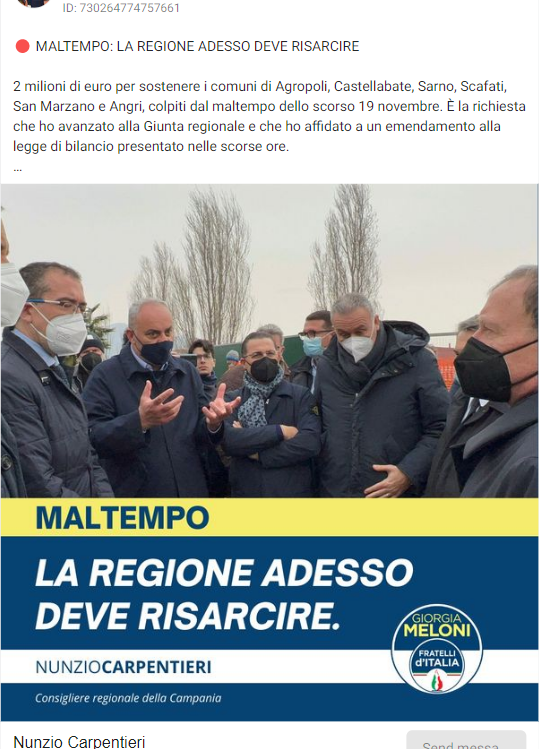 ID: 730264774757661
🔴 MALTEMPO: LA REGIONE ADESSO DEVE RISARCIRE
2 milioni di euro per sostenere i comuni di Agropoli, Castellabate, Sarno, Scafati,
San Marzano e Angri, colpiti dal maltempo dello scorso 19 novembre. È la richiesta
che ho avanzato alla Giunta regionale e che ho affidato a un emendamento alla
legge di bilancio presentato nelle scorse ore.
...
MALTEMPO
LA REGIONE ADESSO
DEVE RISARCIRE.
GIORGIA
MELONI
FRATELLI
d'ITALIA
NUNZIOCARPENTIERI
Consigliere regionale della Campania
Nunzio Carpentieri
Send messa